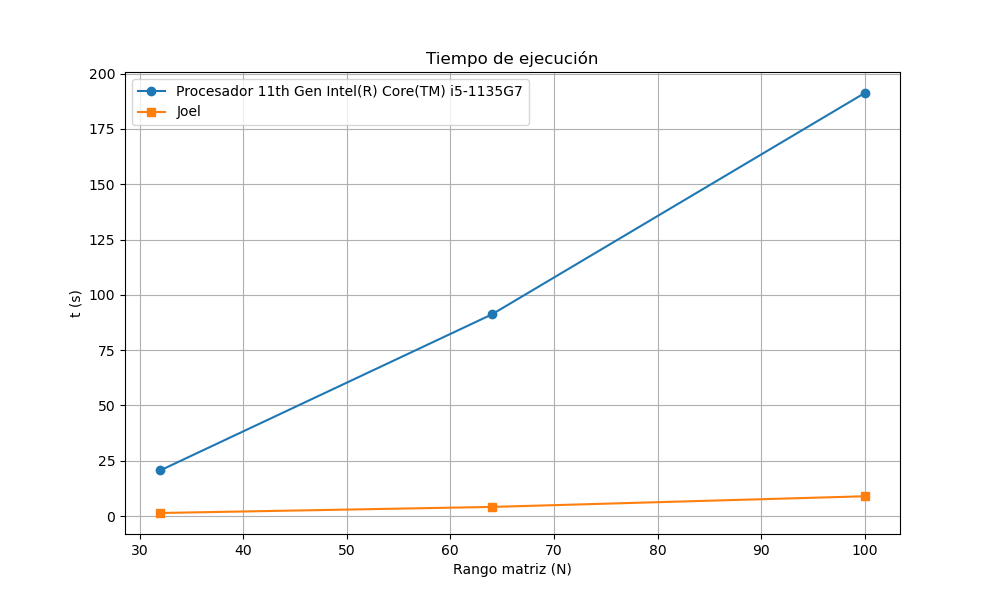 Tiempo de ejecución
Procesador 11th Gen Intel(R) Core(TM) i5-1135G7
Joel
t (s)
200
175
150
125
100
75
50
25
0
30 40 50 60 70 80 90 100
Rango matriz (N)